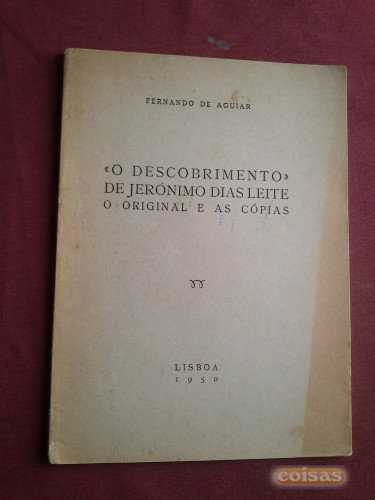 FERNANDO DE AGUIAR
«O DESCOBRIMENTO»
DE JERÓNIMO DIAS LEITE
O ORIGINAL E AS CÓPIAS
LISBOA
1950
coisas